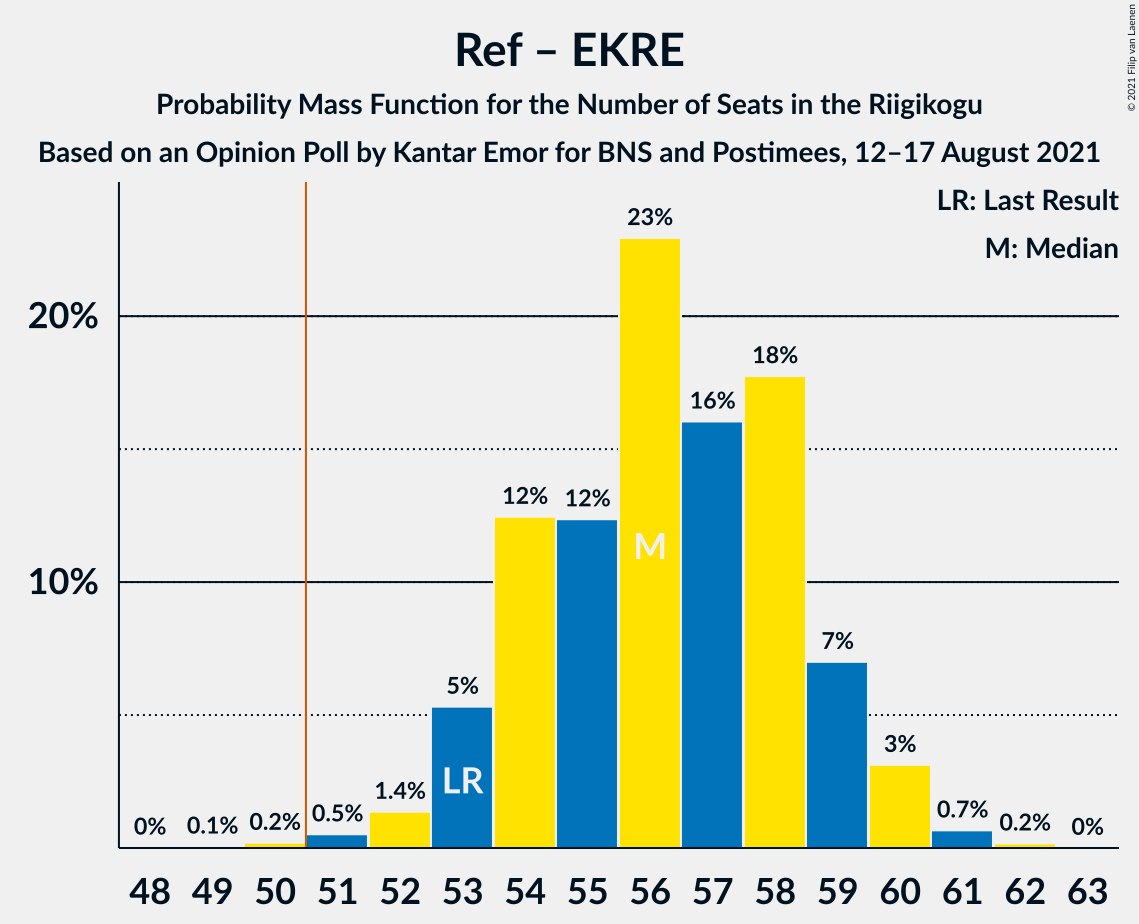 Ref – EKRE
Probability Mass Function for the Number of Seats in the Riigikogu
Based on an Opinion Poll by Kantar Emor for BNS and Postimees, 12–17 August 2021
© 2021 Filip van Laenen
LR: Last Result
M: Median
23%
20%
18%
16%
12%
12%
M
10%
7%
5%
3%
LR
1.4%
0.7%
0.5%
0.2%
0.2%
0.1%
0%
0%
48 49 50 51 52 53 54 55 56 57 58 59 60 61 62 63